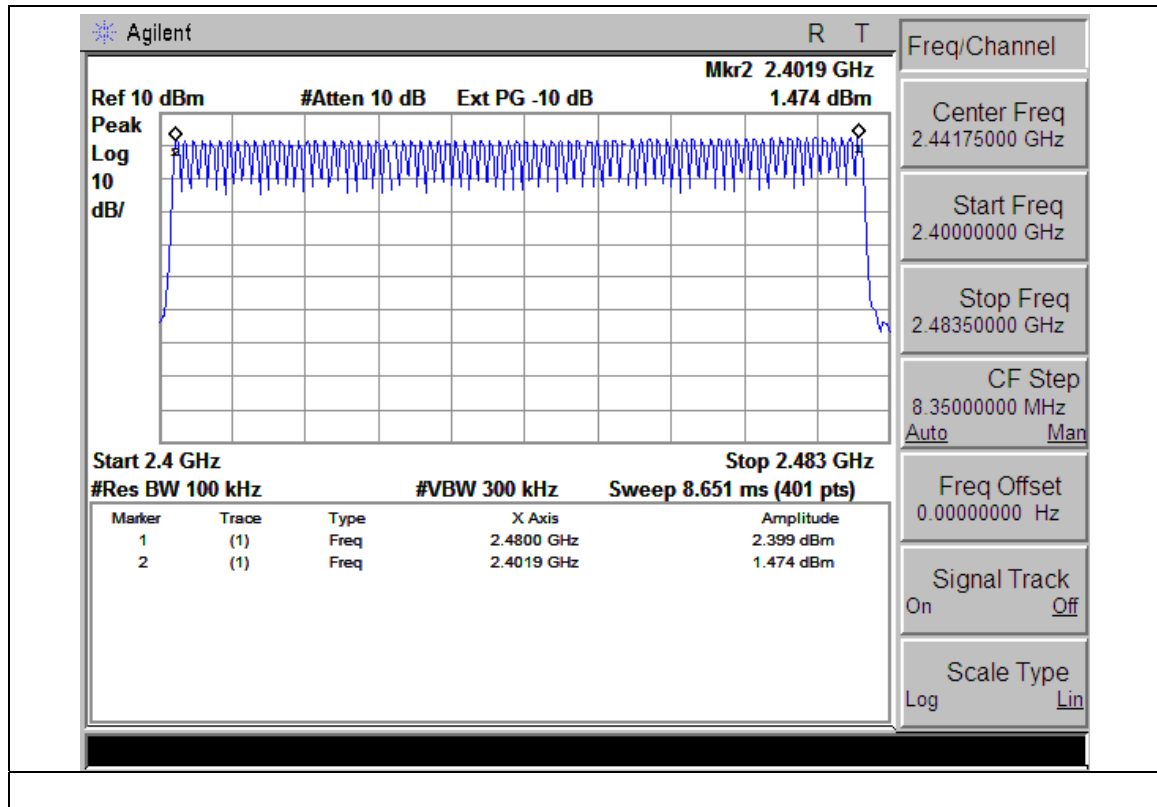 Agilent R T
Mkr2 2.4019 GHz
Ref 10 dBm #Atten 10 dB Ext PG -10 dB 1.474 dBm
Peak
Log
10
dB/
2
1
Start 2.4 GHz Stop 2.483 GHz
#Res BW 100 kHz #VBW 300 kHz Sweep 8.651 ms (401 pts)
Marker Trace Type X Axis Amplitude
1 (1) Freq 2.4800 GHz 2.399 dBm
2 (1) Freq 2.4019 GHz 1.474 dBm
Freq/Channel
Center Freq
2.44175000 GHz
Start Freq
2.40000000 GHz
Stop Freq
2.48350000 GHz
CF Step
8.35000000 MHz
Auto Man
Freq Offset
0.00000000 Hz
Signal Track
On Off
Scale Type
Log Lin